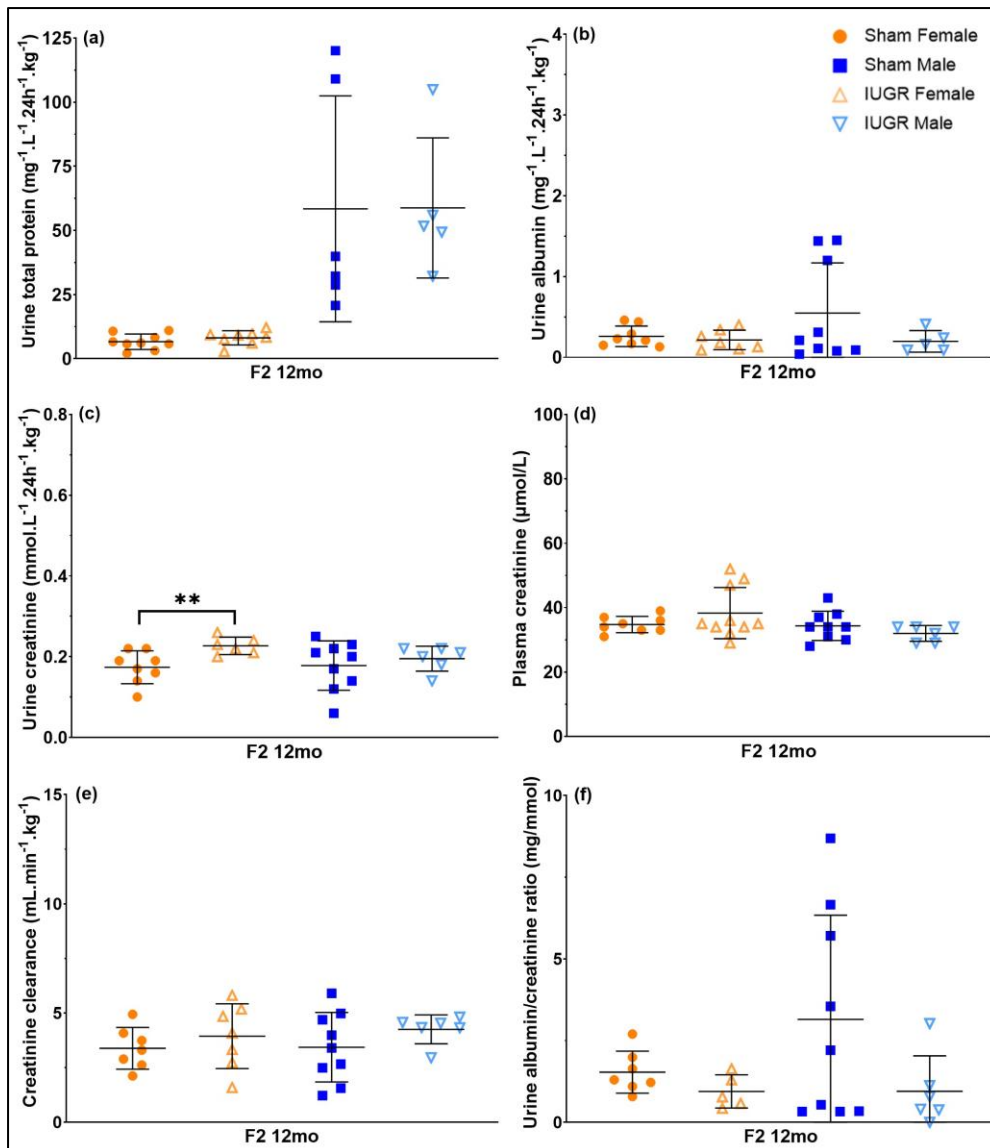 (a)
Urine total protein (mg⁻¹.L⁻¹.24h⁻¹.kg⁻¹)
125
100
75
50
25
0
F2 12mo
(b)
Urine albumin (mg⁻¹.L⁻¹.24h⁻¹.kg⁻¹)
4
3
2
1
0
F2 12mo
Sham Female
Sham Male
IUGR Female
IUGR Male
(c)
Urine creatinine (mmol.L⁻¹.24h⁻¹.kg⁻¹)
0.8
0.6
0.4
0.2
0.0
**
F2 12mo
(d)
Plasma creatinine (µmol/L)
100
80
60
40
20
0
F2 12mo
(e)
Creatinine clearance (mL.min⁻¹.kg⁻¹)
15
10
5
0
F2 12mo
(f)
Urine albumin/creatinine ratio (mg/mmol)
10
5
0
F2 12mo